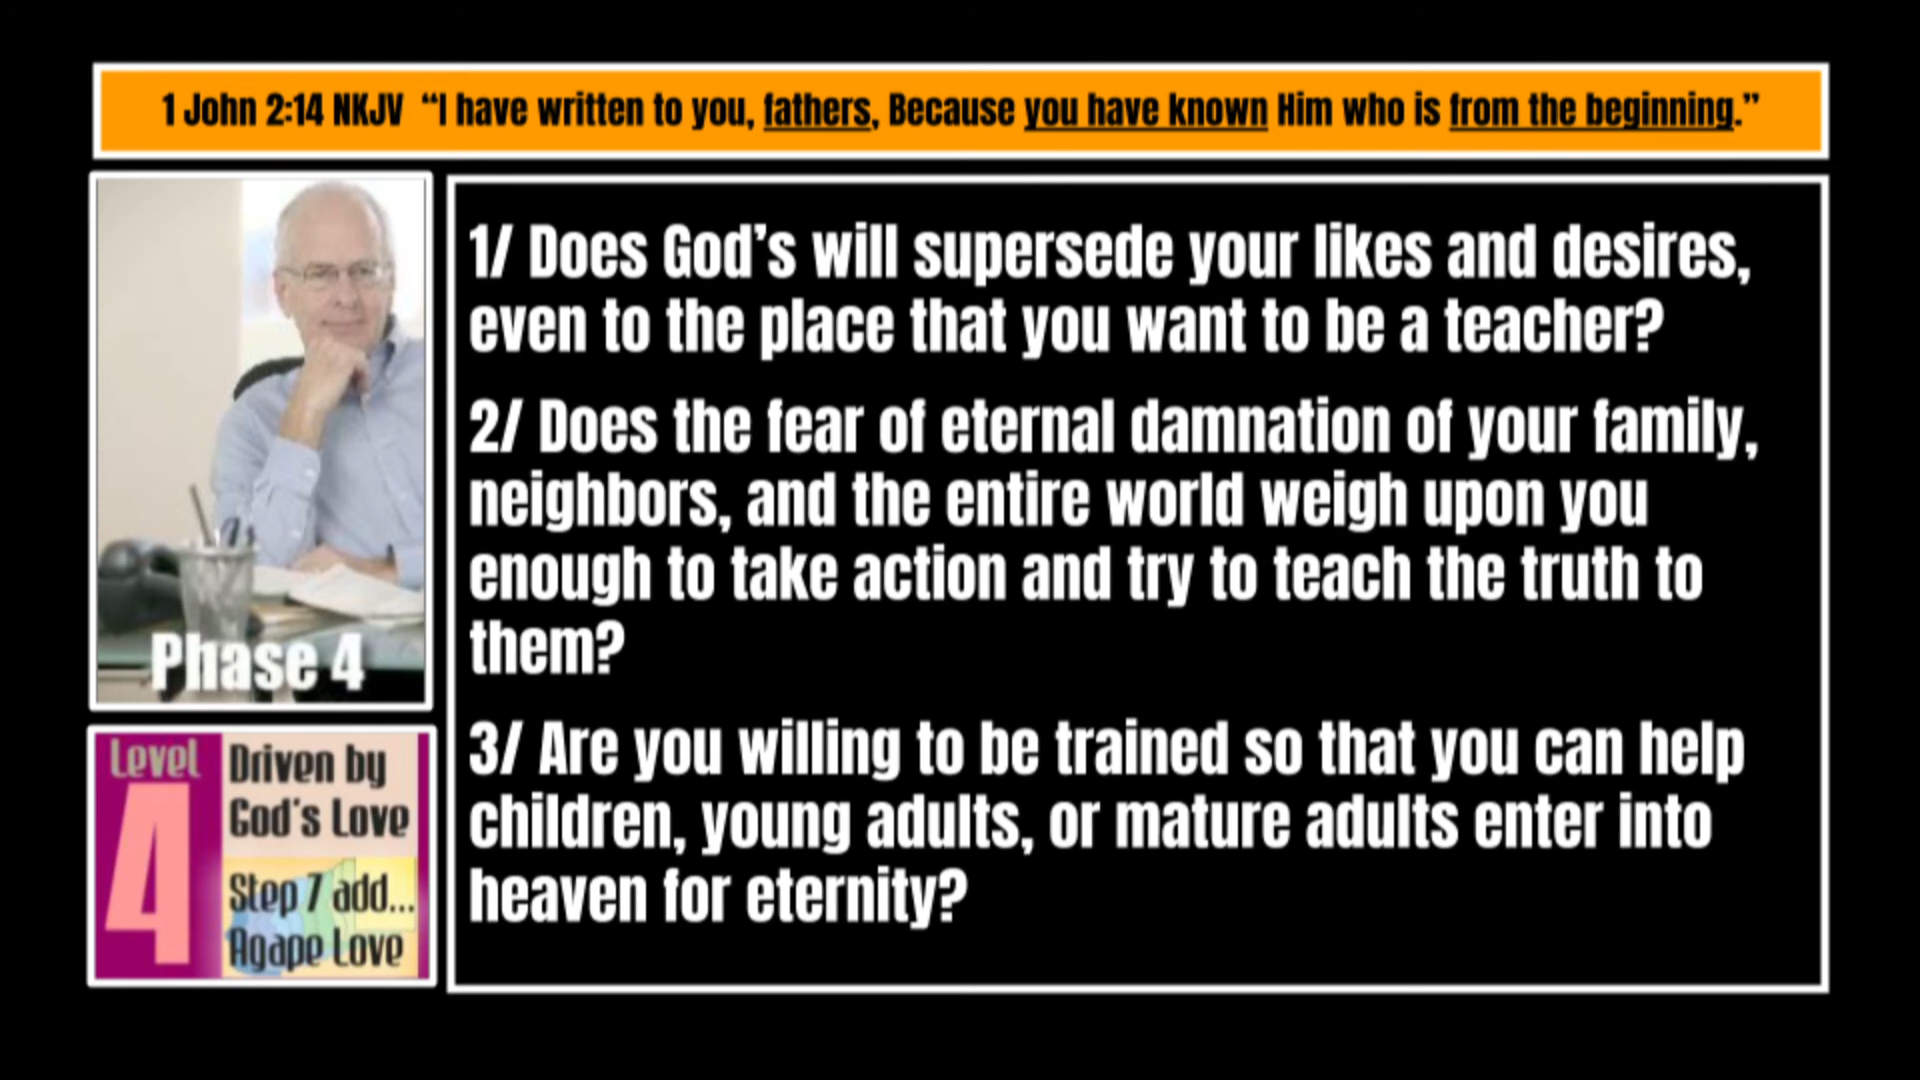 1 John 2:14 NKJV “I have written to you, fathers, Because you have known Him who is from the beginning.”
Phase 4
Level
4
Driven by
God's Love
Step 7 add...
Agape Love
1/ Does God’s will supersede your likes and desires,
even to the place that you want to be a teacher?
2/ Does the fear of eternal damnation of your family,
neighbors, and the entire world weigh upon you
enough to take action and try to teach the truth to
them?
3/ Are you willing to be trained so that you can help
children, young adults, or mature adults enter into
heaven for eternity?